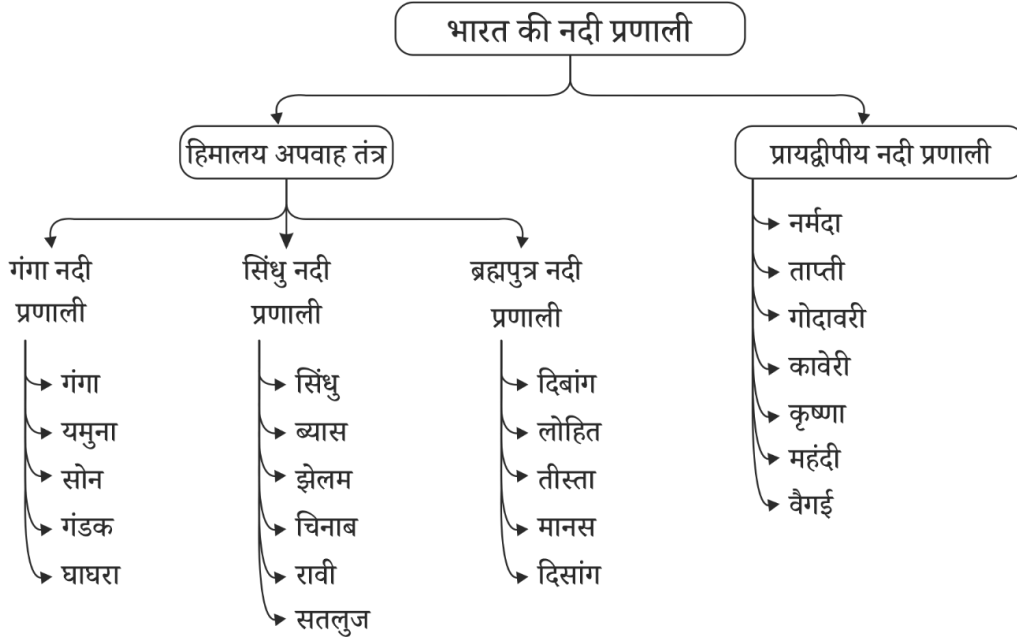 भारत की नदी प्रणाली
हिमालय अपवाह तंत्र
प्रायद्वीपीय नदी प्रणाली
गंगा नदी
प्रणाली
गंगा
यमुना
सोन
गंडक
घाघरा
सिंधु नदी
प्रणाली
सिंधु
ब्यास
झेलम
चिनाब
रावी
सतलुज
ब्रह्मपुत्र नदी
प्रणाली
दिबांग
लोहित
तीस्ता
मानस
दिसांग
नर्मदा
ताप्ती
गोदावरी
कावेरी
कृष्णा
महंदी
वैगई